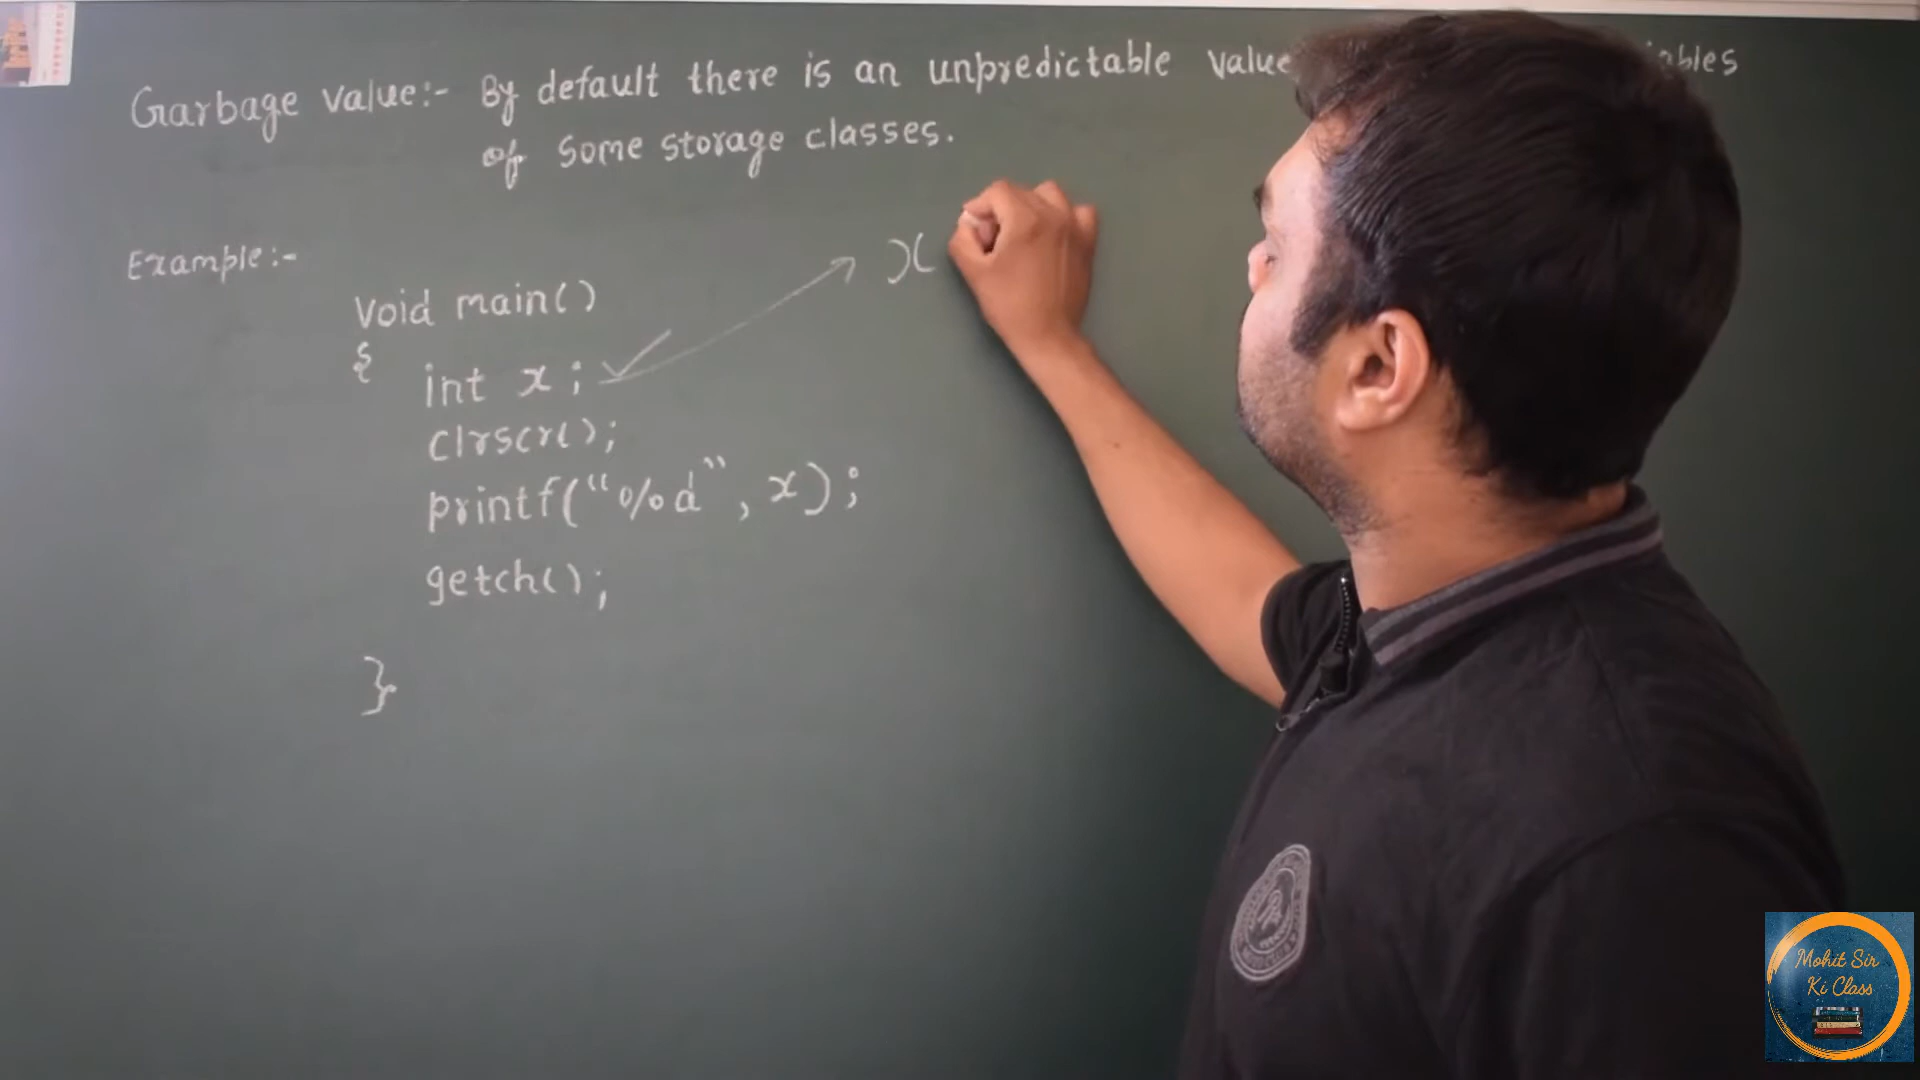 Garbage value:- By default there is an unpredictable value
of some storage classes.
Example:-
void main()
{
int x;
clrscr();
printf("%d", x);
getch();
}
x
Mohit Sir
Ki Class